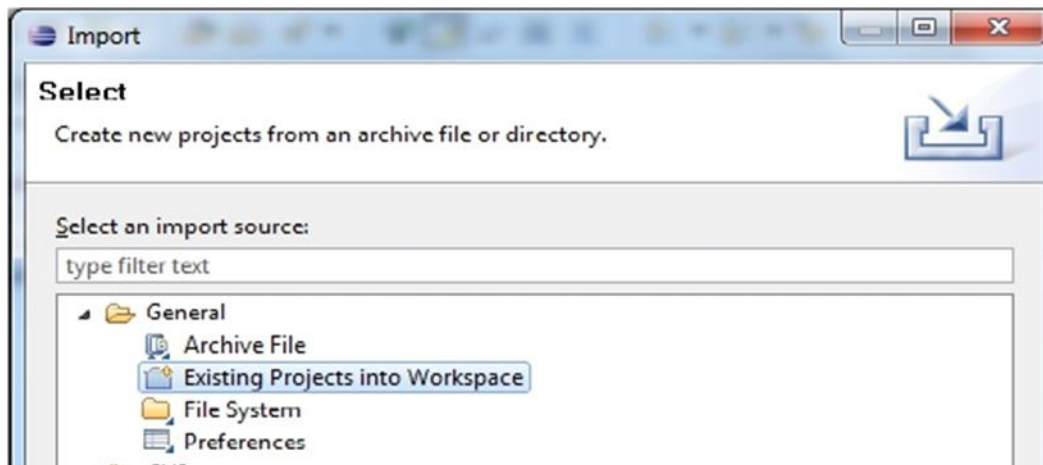 Import
Select
Create new projects from an archive file or directory.
Select an import source:
type filter text
General
Archive File
Existing Projects into Workspace
File System
Preferences